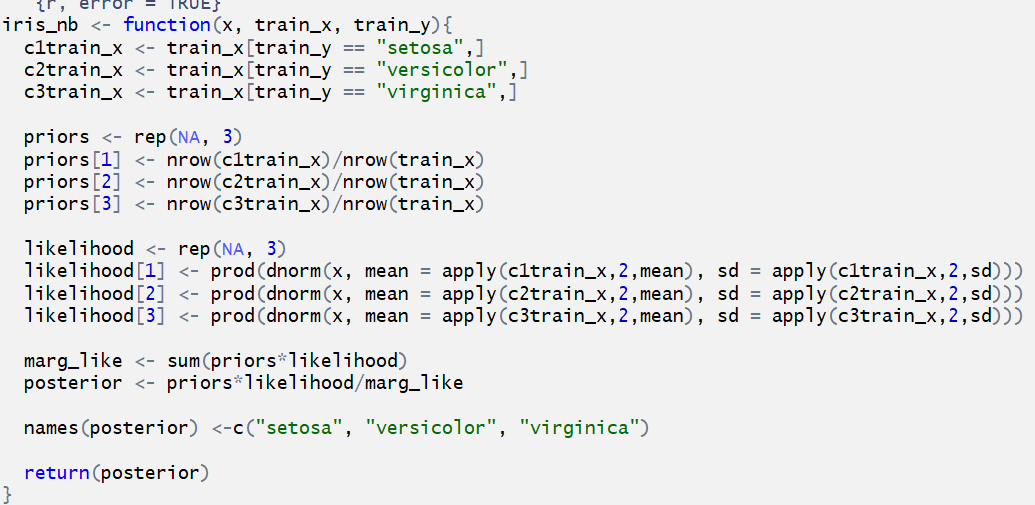 {r, error = TRUE}
iris_nb <- function(x, train_x, train_y){
  c1train_x <- train_x[train_y == "setosa",]
  c2train_x <- train_x[train_y == "versicolor",]
  c3train_x <- train_x[train_y == "virginica",]
  priors <- rep(NA, 3)
  priors[1] <- nrow(c1train_x)/nrow(train_x)
  priors[2] <- nrow(c2train_x)/nrow(train_x)
  priors[3] <- nrow(c3train_x)/nrow(train_x)
  likelihood <- rep(NA, 3)
  likelihood[1] <- prod(dnorm(x, mean = apply(c1train_x,2,mean), sd = apply(c1train_x,2,sd)))
  likelihood[2] <- prod(dnorm(x, mean = apply(c2train_x,2,mean), sd = apply(c2train_x,2,sd)))
  likelihood[3] <- prod(dnorm(x, mean = apply(c3train_x,2,mean), sd = apply(c3train_x,2,sd)))
  marg_like <- sum(priors*likelihood)
  posterior <- priors*likelihood/marg_like
  names(posterior) <-c("setosa", "versicolor", "virginica")
  return(posterior)
}